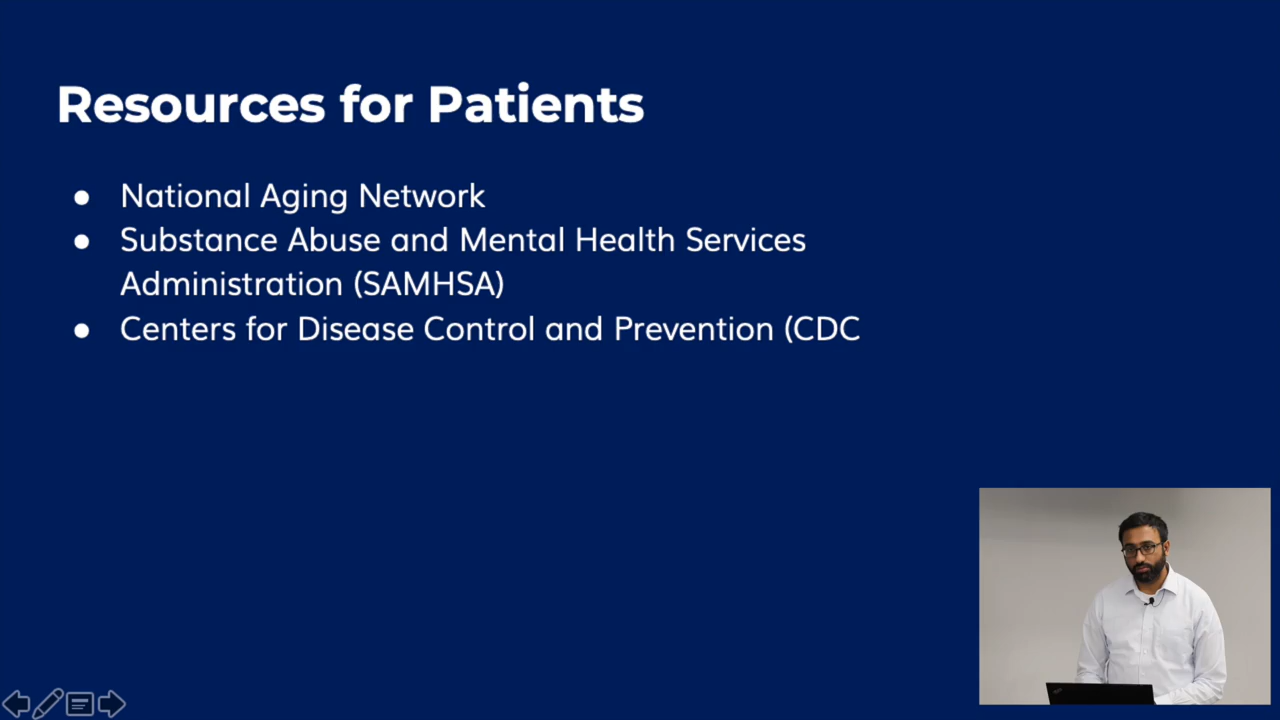 Resources for Patients
● National Aging Network
● Substance Abuse and Mental Health Services
Administration (SAMHSA)
● Centers for Disease Control and Prevention (CDC